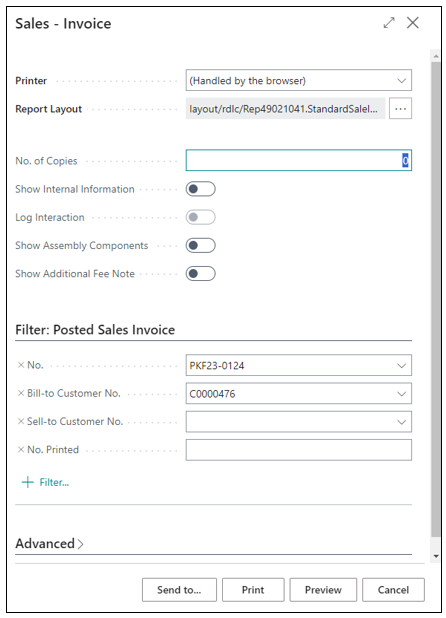 Sales - Invoice
Printer (Handled by the browser)
Report Layout layout/rdlc/Rep49021041.StandardSaleI... ...
No. of Copies 0
Show Internal Information
Log Interaction
Show Assembly Components
Show Additional Fee Note
Filter: Posted Sales Invoice
× No. PKF23-0124
× Bill-to Customer No. C0000476
× Sell-to Customer No.
× No. Printed
+ Filter...
Advanced >
Send to... Print Preview Cancel